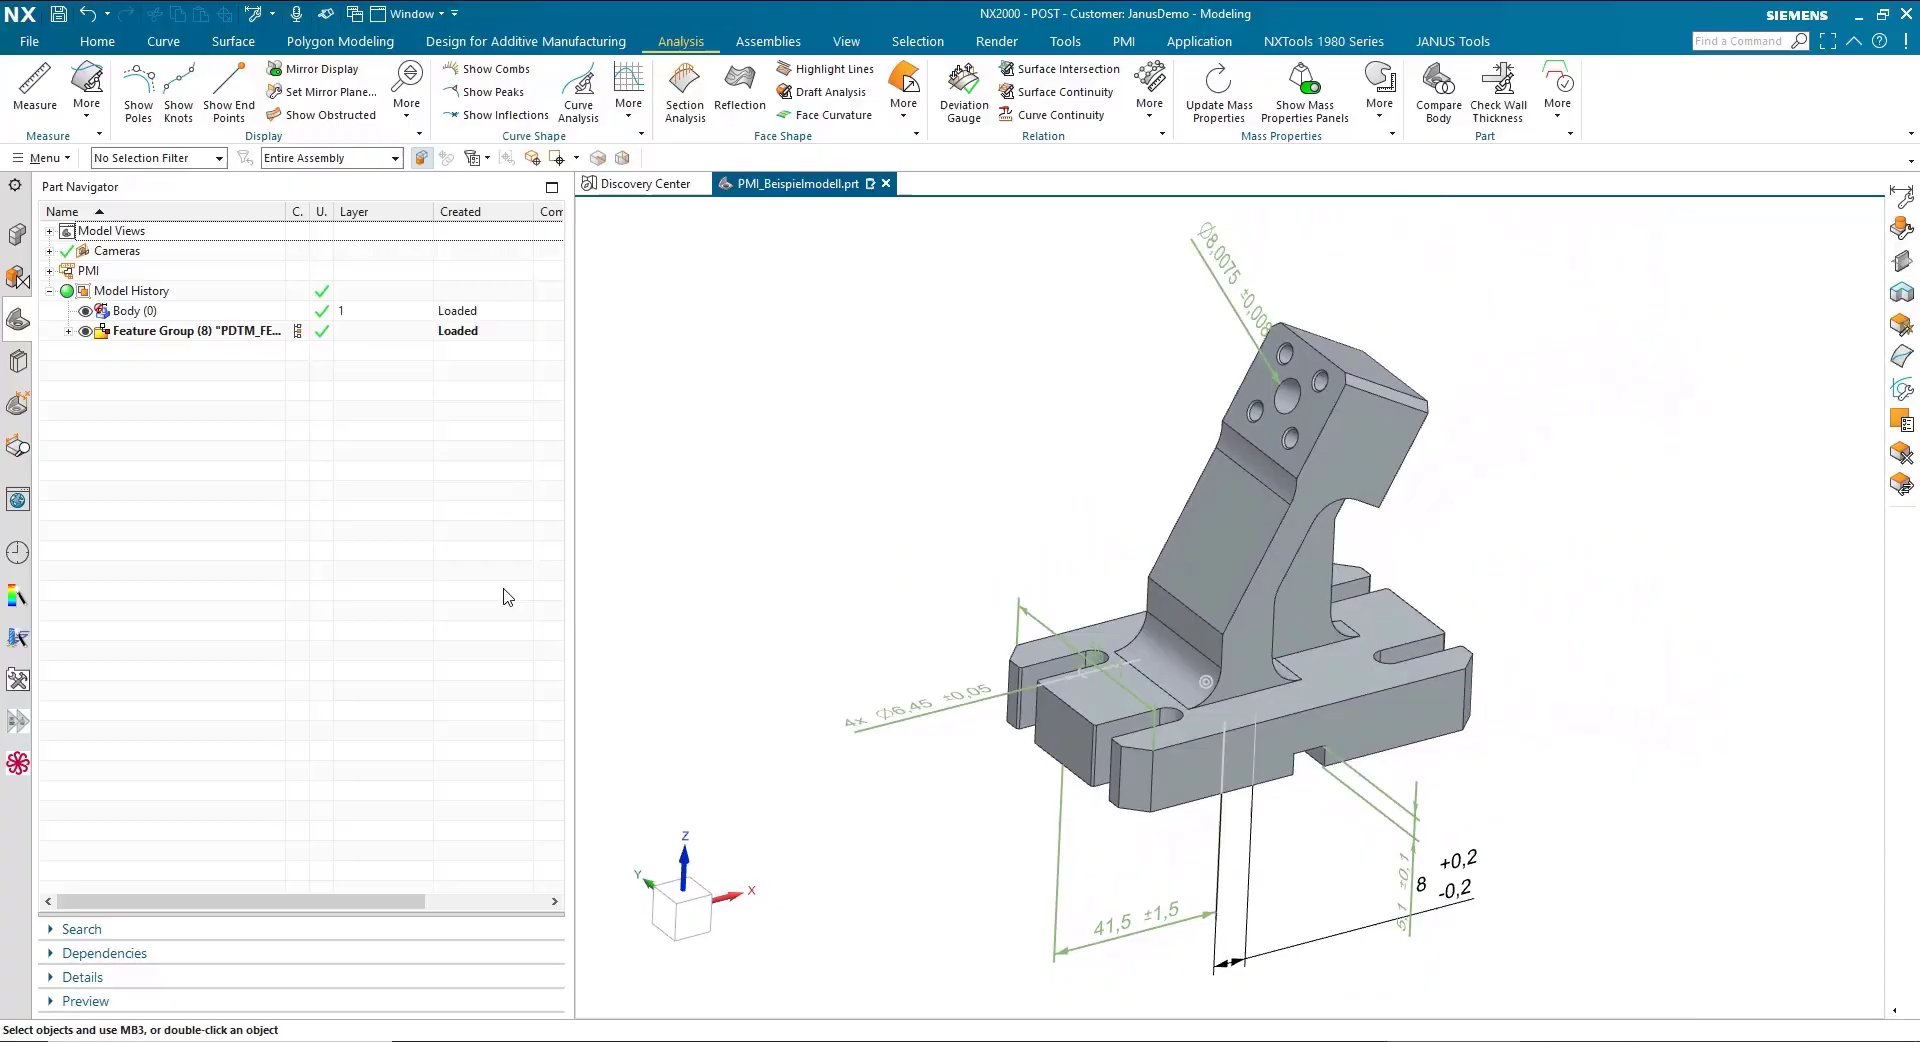 NX
Window
NX2000 - POST - Customer: JanusDemo - Modeling
SIEMENS
File Home Curve Surface Polygon Modeling Design for Additive Manufacturing Analysis Assemblies View Selection Render Tools PMI Application NXTools 1980 Series JANUS Tools
Find a Command
Measure
More
Measure
Show Poles
Show Knots
Show End Points
Mirror Display
Set Mirror Plane...
Show Obstructed
More
Display
Show Combs
Show Peaks
Show Inflections
Curve Analysis
More
Curve Shape
Section Analysis
Reflection
Highlight Lines
Draft Analysis
Face Curvature
More
Face Shape
Deviation Gauge
Surface Intersection
Surface Continuity
Curve Continuity
More
Relation
Update Mass Properties
Show Mass Properties Panels
More
Mass Properties
Compare Body
Check Wall Thickness
More
Part
Menu
No Selection Filter
Entire Assembly
Part Navigator
Discovery Center
PMI_Beispielmodell.prt
Name C. U. Layer Created Com
Model Views
Cameras
PMI
Model History
Body (0) 1 Loaded
Feature Group (8) "PDTM_FE... Loaded
Search
Dependencies
Details
Preview
Ø8,0075 ±0,008
4x Ø6,45 ±0,05
41,5 ±1,5
±0,1
8 +0,2
-0,2
Z
Y
X
Select objects and use MB3, or double-click an object